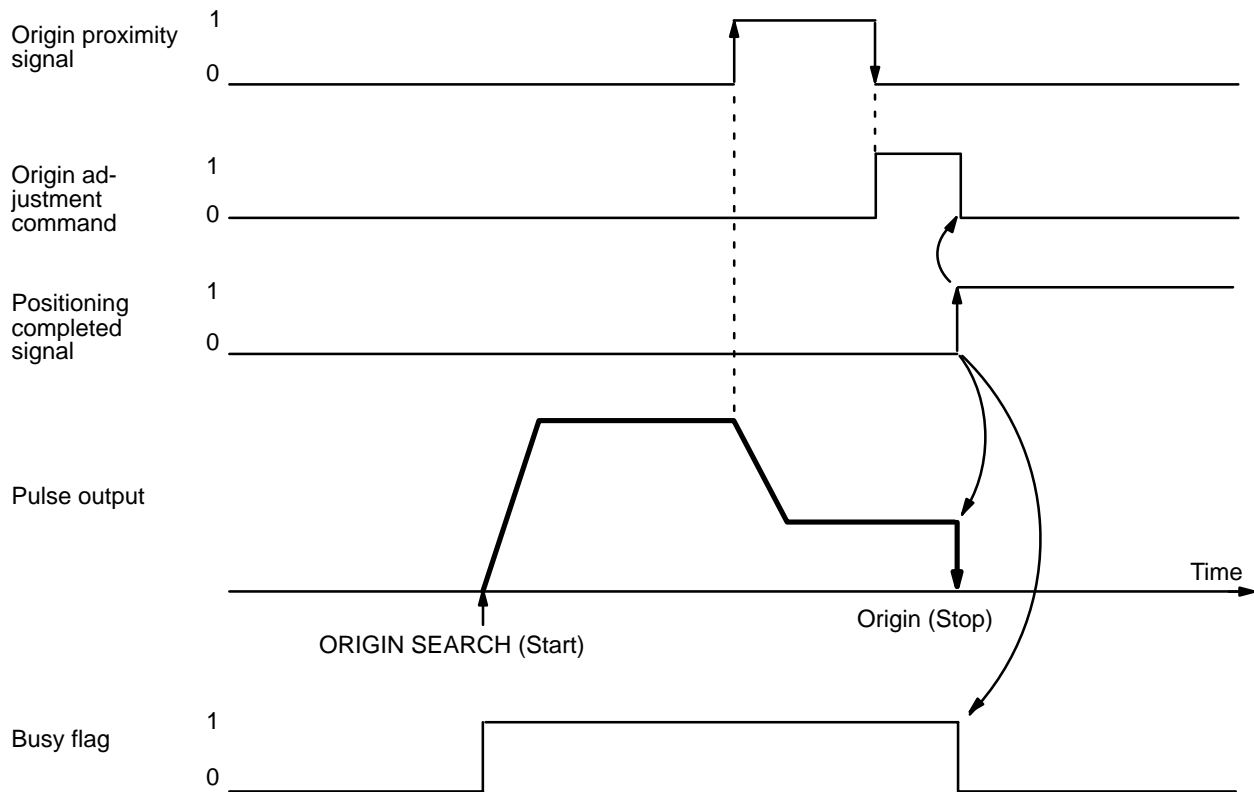 1
Origin proximity
signal
0
1
Origin ad-
justment
command
0
1
Positioning
completed
signal
0
Pulse output
Time
Origin (Stop)
ORIGIN SEARCH (Start)
1
Busy flag
0